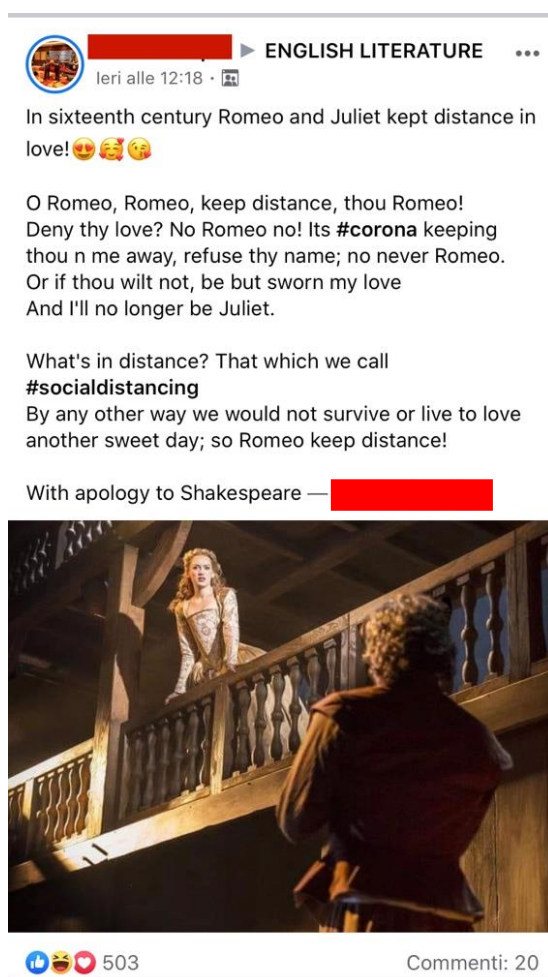 ENGLISH LITERATURE
Ieri alle 12:18
In sixteenth century Romeo and Juliet kept distance in
love!😍🥰😘
O Romeo, Romeo, keep distance, thou Romeo!
Deny thy love? No Romeo no! Its #corona keeping
thou n me away, refuse thy name; no never Romeo.
Or if thou wilt not, be but sworn my love
And I'll no longer be Juliet.
What's in distance? That which we call
#socialdistancing
By any other way we would not survive or live to love
another sweet day; so Romeo keep distance!
With apology to Shakespeare —
503
Commenti: 20